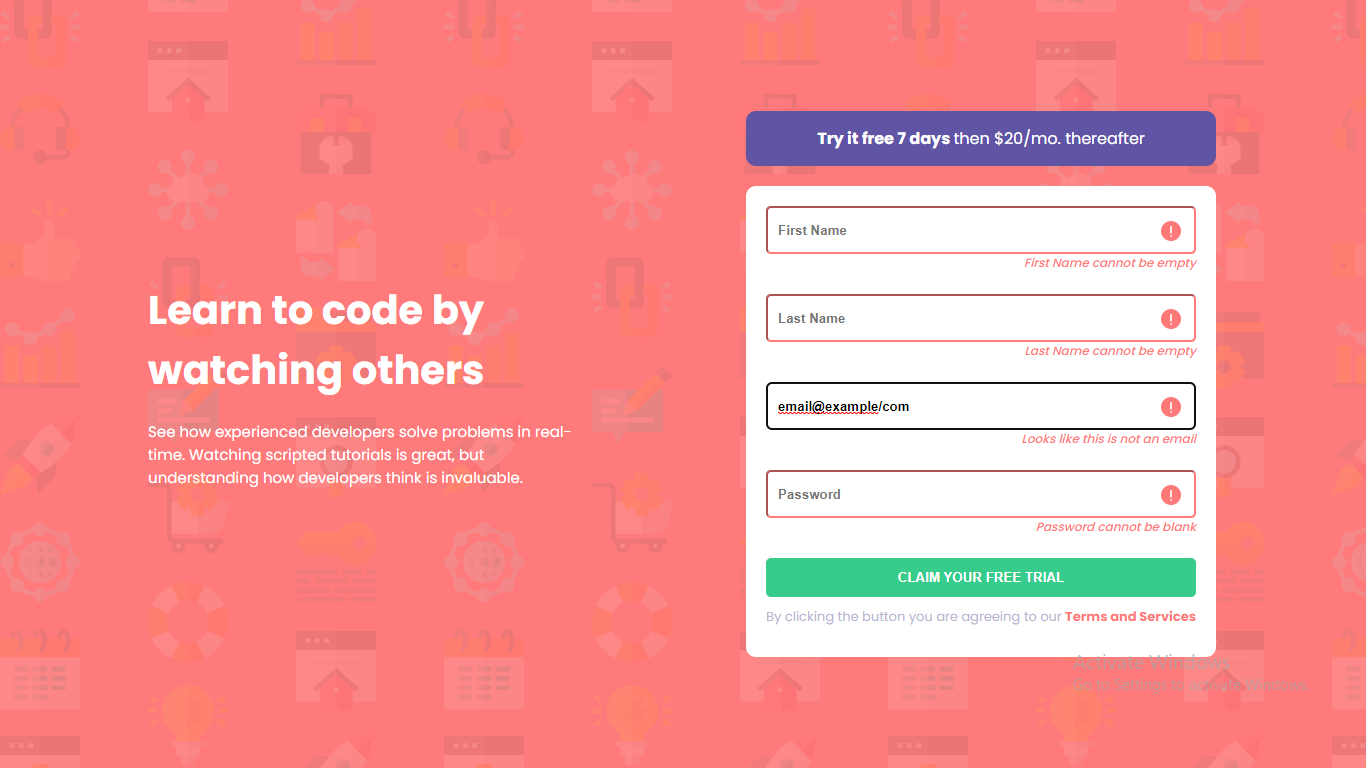 Learn to code by
watching others
See how experienced developers solve problems in real-
time. Watching scripted tutorials is great, but
understanding how developers think is invaluable.
Try it free 7 days then $20/mo. thereafter
First Name
First Name cannot be empty
Last Name
Last Name cannot be empty
email@example/com
Looks like this is not an email
Password
Password cannot be blank
CLAIM YOUR FREE TRIAL
By clicking the button you are agreeing to our Terms and Services
Activate Windows
Go to Settings to activate Windows.